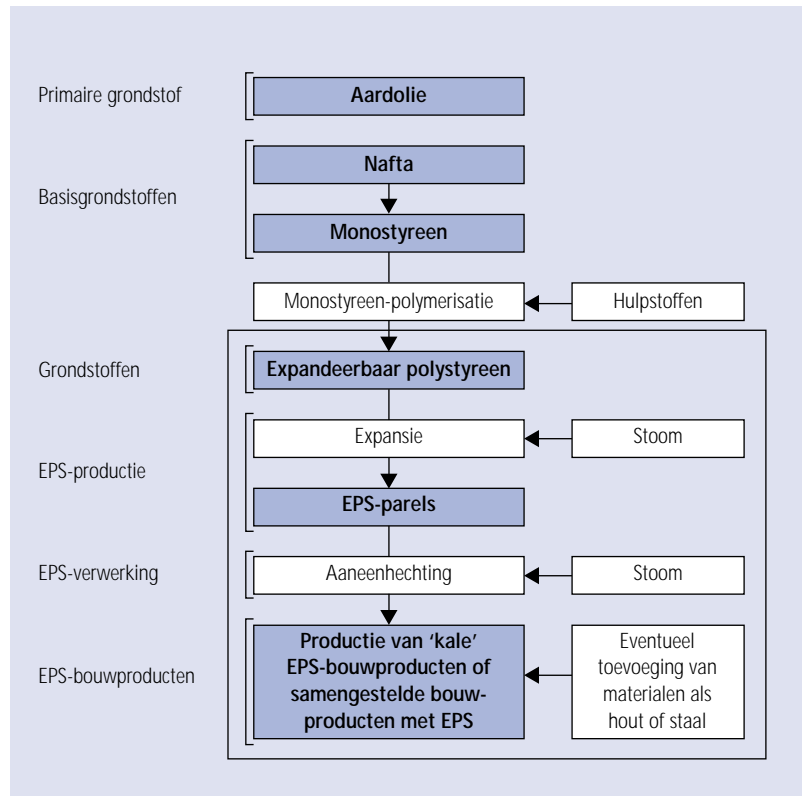 Primaire grondstof
Aardolie
Basisgrondstoffen
Nafta
Monostyreen
Monostyreen-polymerisatie
Hulpstoffen
Grondstoffen
Expandeerbaar polystyreen
EPS-productie
Expansie
Stoom
EPS-parels
EPS-verwerking
Aaneenhechting
Stoom
EPS-bouwproducten
Productie van ‘kale’
EPS-bouwproducten of
samengestelde bouw-
producten met EPS
Eventueel
toevoeging van
materialen als
hout of staal